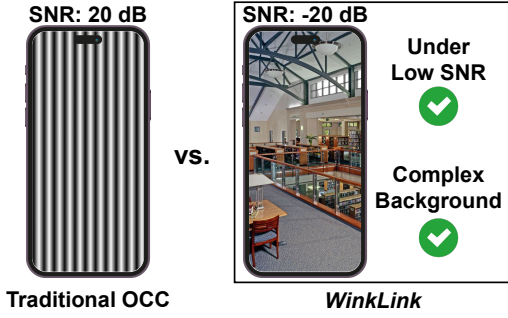 SNR: 20 dB
SNR: -20 dB
Under
Low SNR
vs.
Complex
Background
Traditional OCC
WinkLink